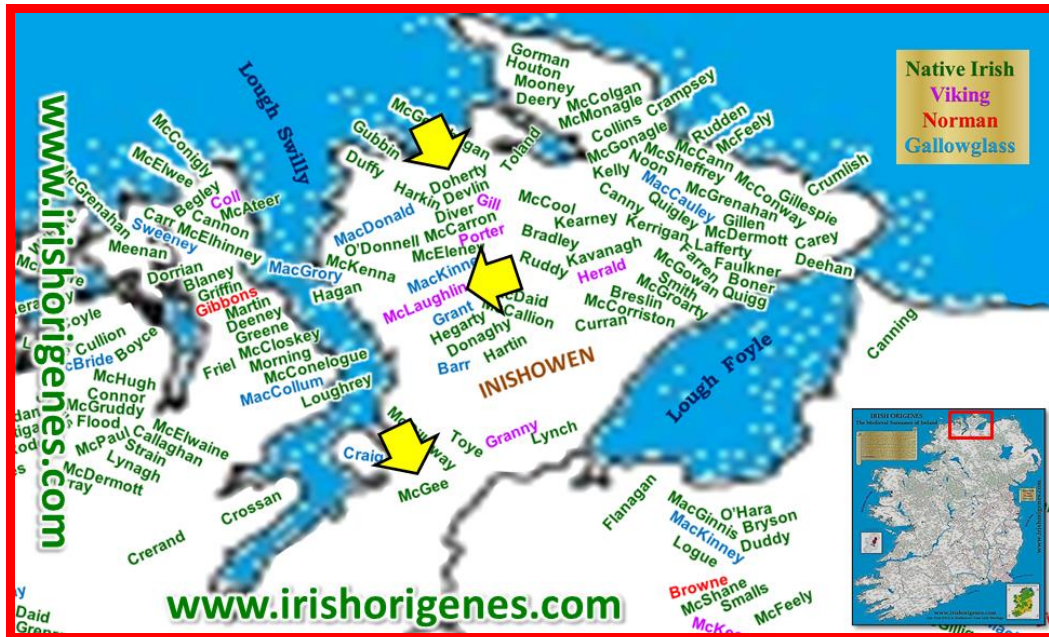 Native Irish
Viking
Norman
Gallowglass
www.irishorigenes.com
Lough Swilly
Gorman
Houton
Mooney
Deery
McColgan
McMonagle
Crampsey
Collins
McGonagle
Rudden
McFeely
McCann
McSheffrey
Noon
Kelly
McConway
Gillespie
Crumlish
McGrenahan
MacCauley
Quigley
Canny
Gillen
McDermott
Carey
Kerrigan
Lafferty
Farren
Faulkner
Deehan
McGowan
Boner
Smith
Quigg
McGroarty
Toland
Duffy
Doherty
Harkin
Devlin
Gill
Diver
MacDonald
McCarron
Porter
O'Donnell
McKenna
McCool
Kearney
Bradley
Ruddy
Kavanagh
Herald
Breslin
McCorriston
Curran
McLaughlin
Grant
Callion
Hegarty
Donaghy
Hartin
Barr
INISHOWEN
Lough Foyle
Canning
McConigly
McElwee
Begley
Coll
McGrenahan
Carr
Cannon
McAteer
Sweeney
McElhinney
Meenan
MacGrory
Hagan
Dorrian
Blaney
Griffin
Gibbons
Martin
Deeney
Greene
McCloskey
Friel
Morning
McConelogue
MacCollum
Loughrey
Cullion
Boyce
McHugh
Connor
McGruddy
Flood
McElwaine
McPaul
Callaghan
Strain
Lynagh
McDermott
Crossan
Crerand
Craig
McGee
Toye
Granny
Lynch
Flanagan
MacGinnis
O'Hara
MacKinney
Bryson
Duddy
Logue
Browne
McShane
Smalls
McFeely
www.irishorigenes.com
IRISH ORIGENES